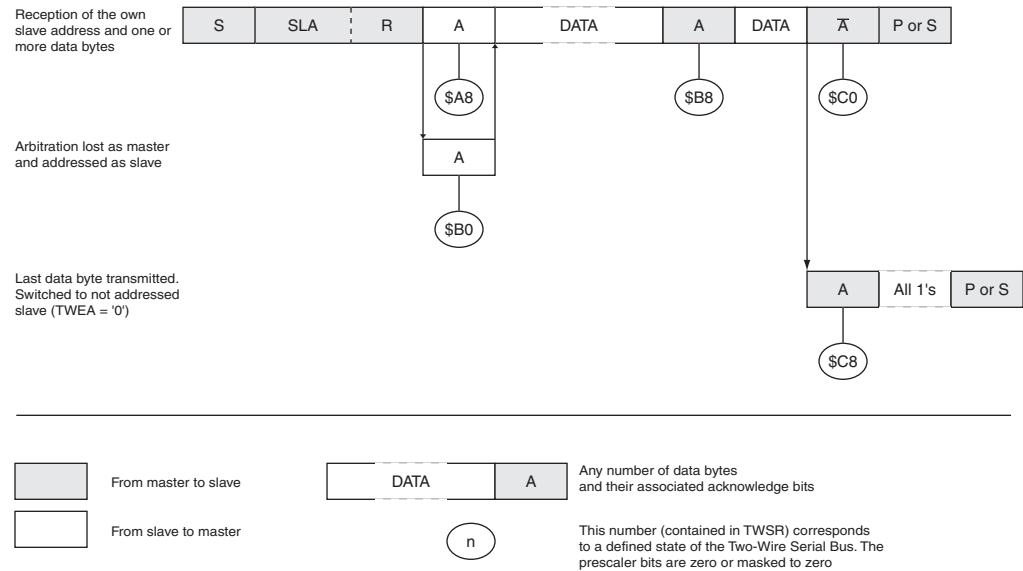 Reception of the own
slave address and one or
more data bytes
S SLA R A DATA A DATA A̅ P or S
$A8 $B8 $C0
Arbitration lost as master
and addressed as slave
A
$B0
Last data byte transmitted.
Switched to not addressed
slave (TWEA = '0')
A All 1's P or S
$C8
From master to slave
DATA A
Any number of data bytes
and their associated acknowledge bits
From slave to master
n
This number (contained in TWSR) corresponds
to a defined state of the Two-Wire Serial Bus. The
prescaler bits are zero or masked to zero